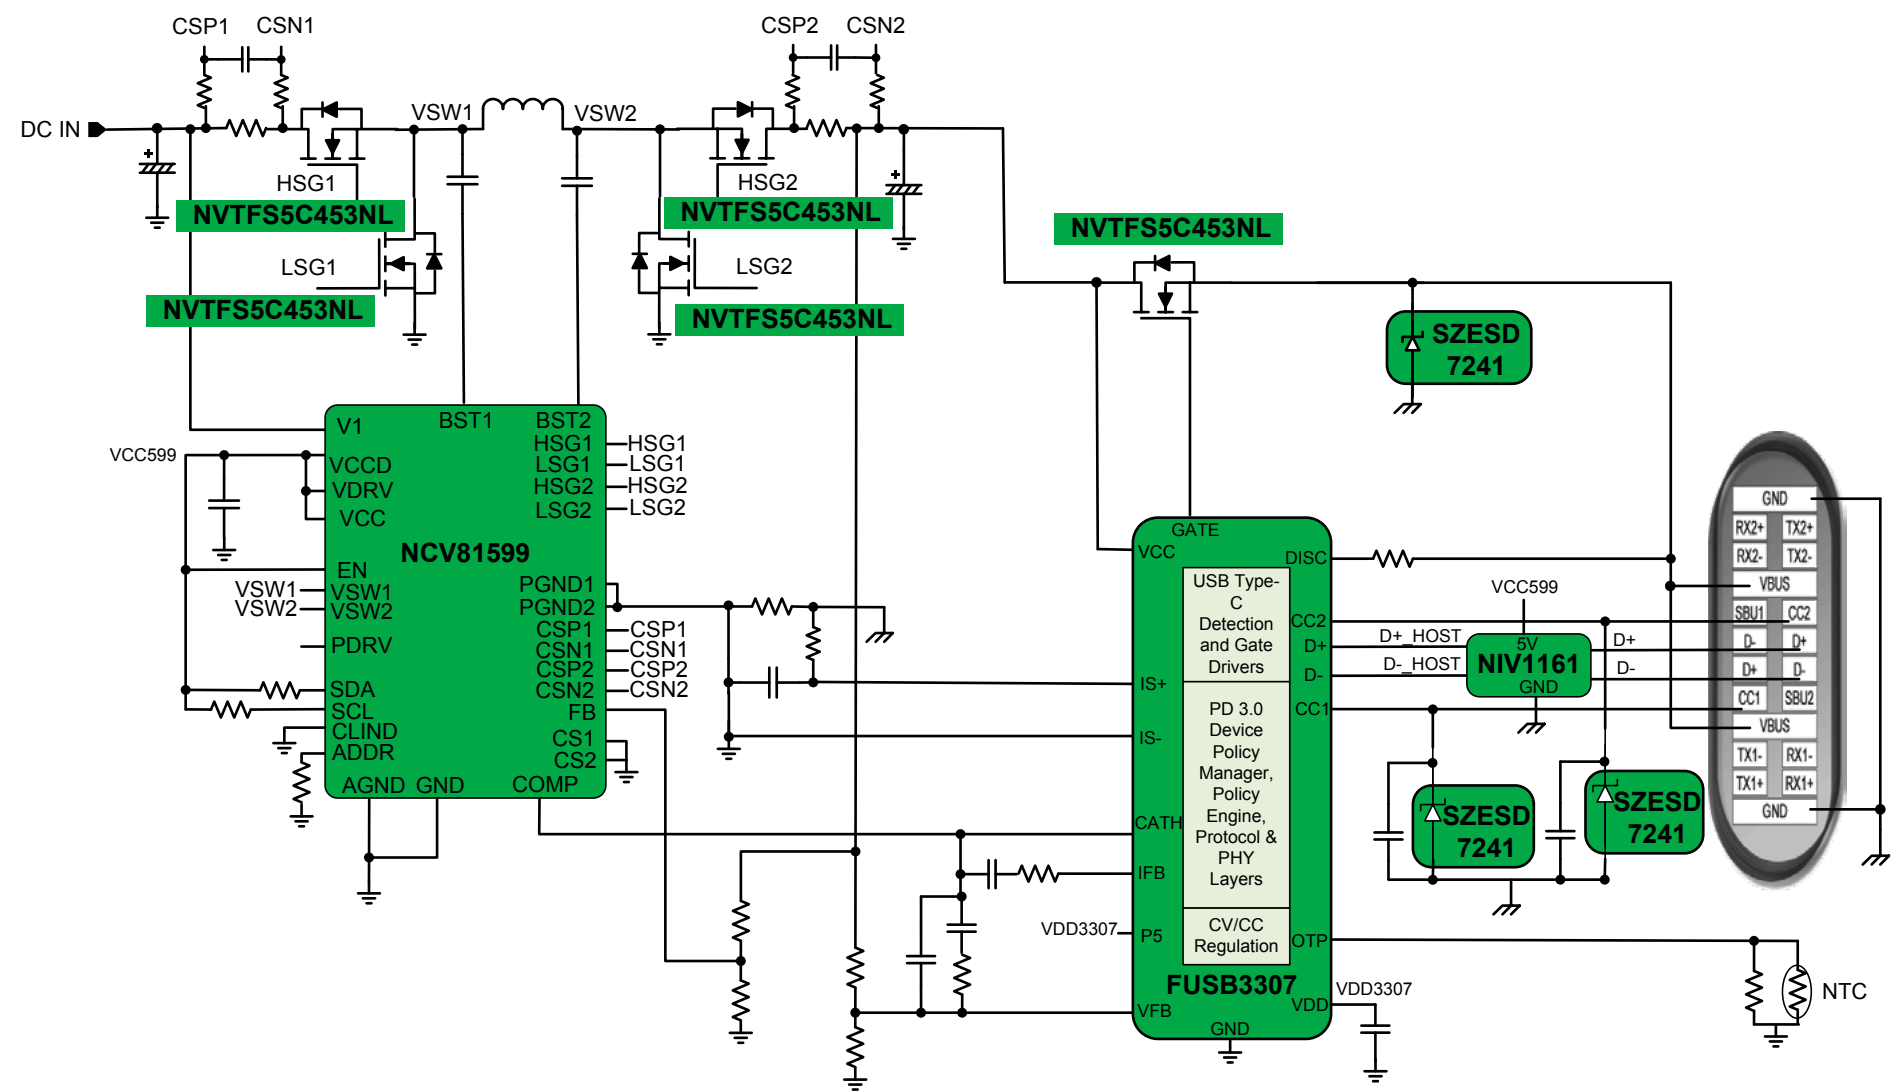 CSP1
CSN1
CSP2
CSN2
DC IN
VSW1
VSW2
+
HSG1
HSG2
+
NVTFS5C453NL
NVTFS5C453NL
NVTFS5C453NL
LSG1
LSG2
NVTFS5C453NL
NVTFS5C453NL
SZESD
7241
V1
BST1
BST2
HSG1
HSG1
VCC599
VCCD
LSG1
LSG1
VDRV
HSG2
HSG2
VCC
LSG2
LSG2
NCV81599
EN
PGND1
VSW1
VSW1
VSW2
VSW2
PGND2
CSP1
CSP1
PDRV
CSN1
CSN1
CSP2
CSP2
SDA
CSN2
CSN2
SCL
FB
CLIND
CS1
ADDR
CS2
AGND
GND
COMP
GATE
VCC
DISC
USB Type-
C
Detection
and Gate
Drivers
CC2
D+
D-
IS+
PD 3.0
Device
Policy
Manager,
Policy
Engine,
Protocol &
PHY
Layers
CC1
IS-
CATH
IFB
VDD3307
P5
CV/CC
Regulation
OTP
FUSB3307
VDD
VDD3307
VFB
GND
VCC599
D+_HOST
D-_HOST
5V
NIV1161
GND
D+
D-
SZESD
7241
SZESD
7241
GND
RX2+
TX2+
RX2-
TX2-
VBUS
SBU1
CC2
D-
D+
D+
D-
CC1
SBU2
VBUS
TX1-
RX1-
TX1+
RX1+
GND
NTC